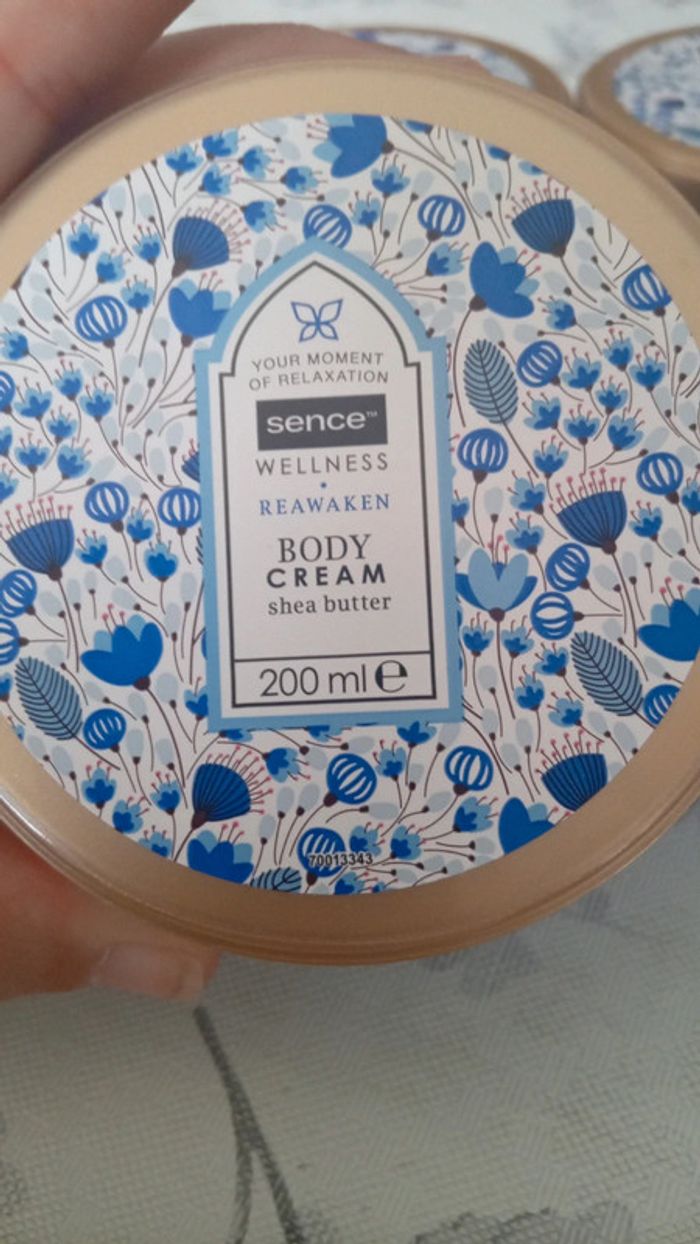 YOUR MOMENT
OF RELAXATION
sence™
WELLNESS
REAWAKEN
BODY
CREAM
shea butter
200 ml e
70013343